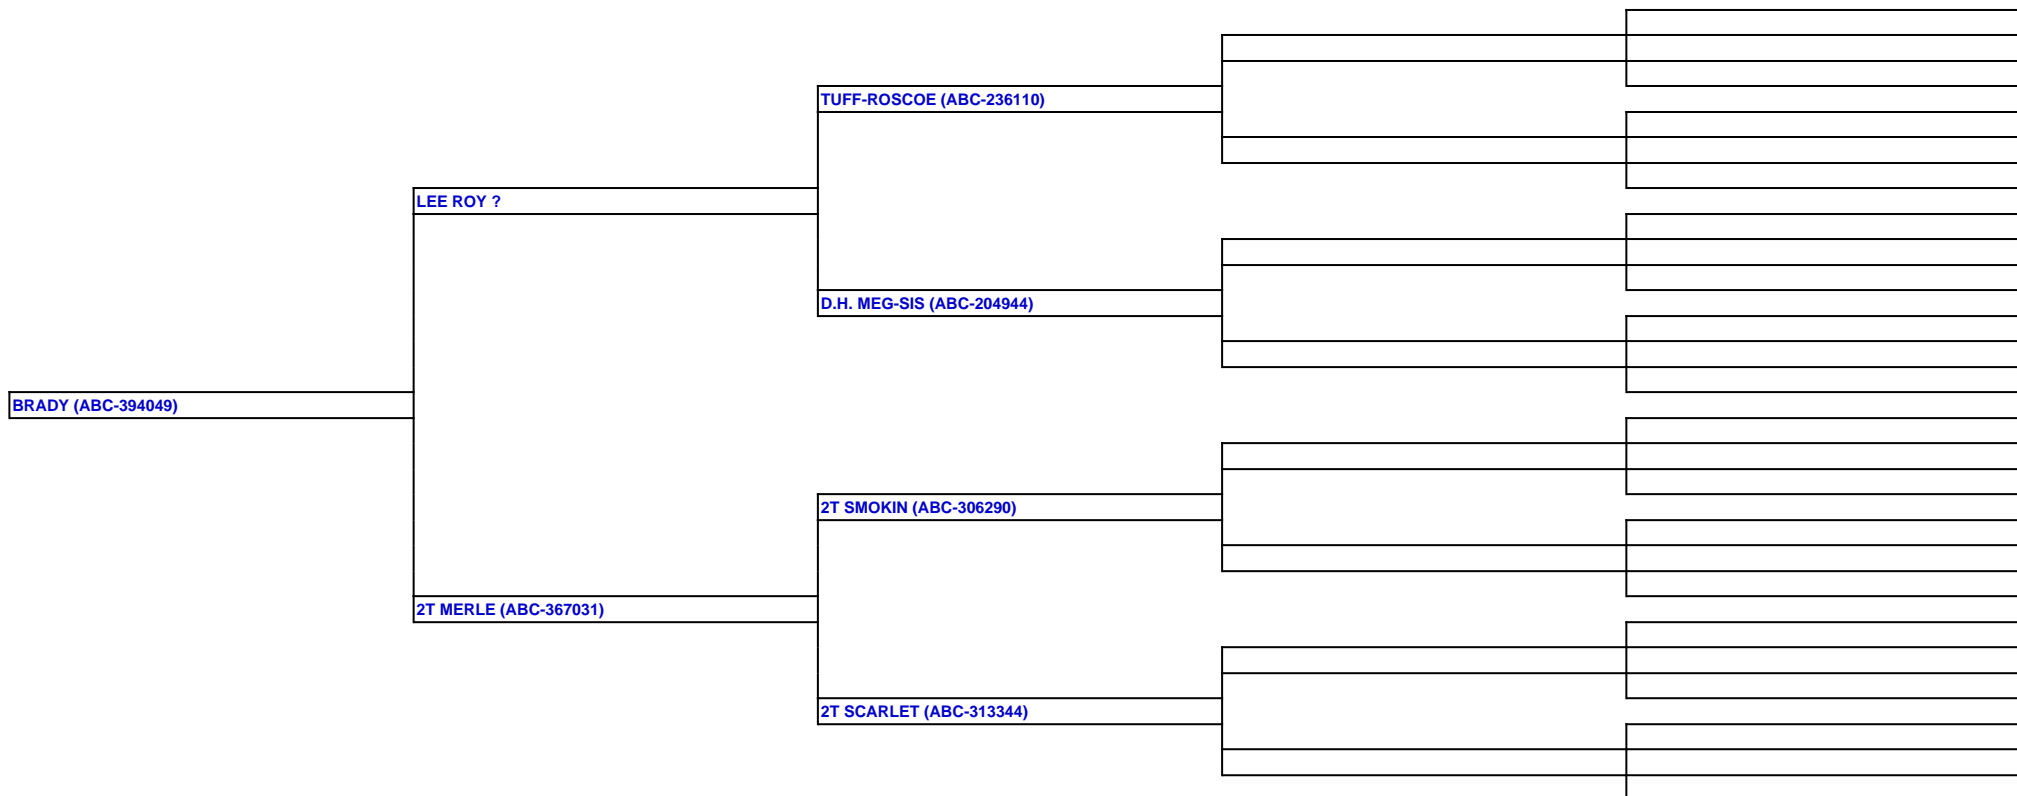 TUFF-ROSCOE (ABC-236110)
LEE ROY ?
D.H. MEG-SIS (ABC-204944)
BRADY (ABC-394049)
2T SMOKIN (ABC-306290)
2T MERLE (ABC-367031)
2T SCARLET (ABC-313344)